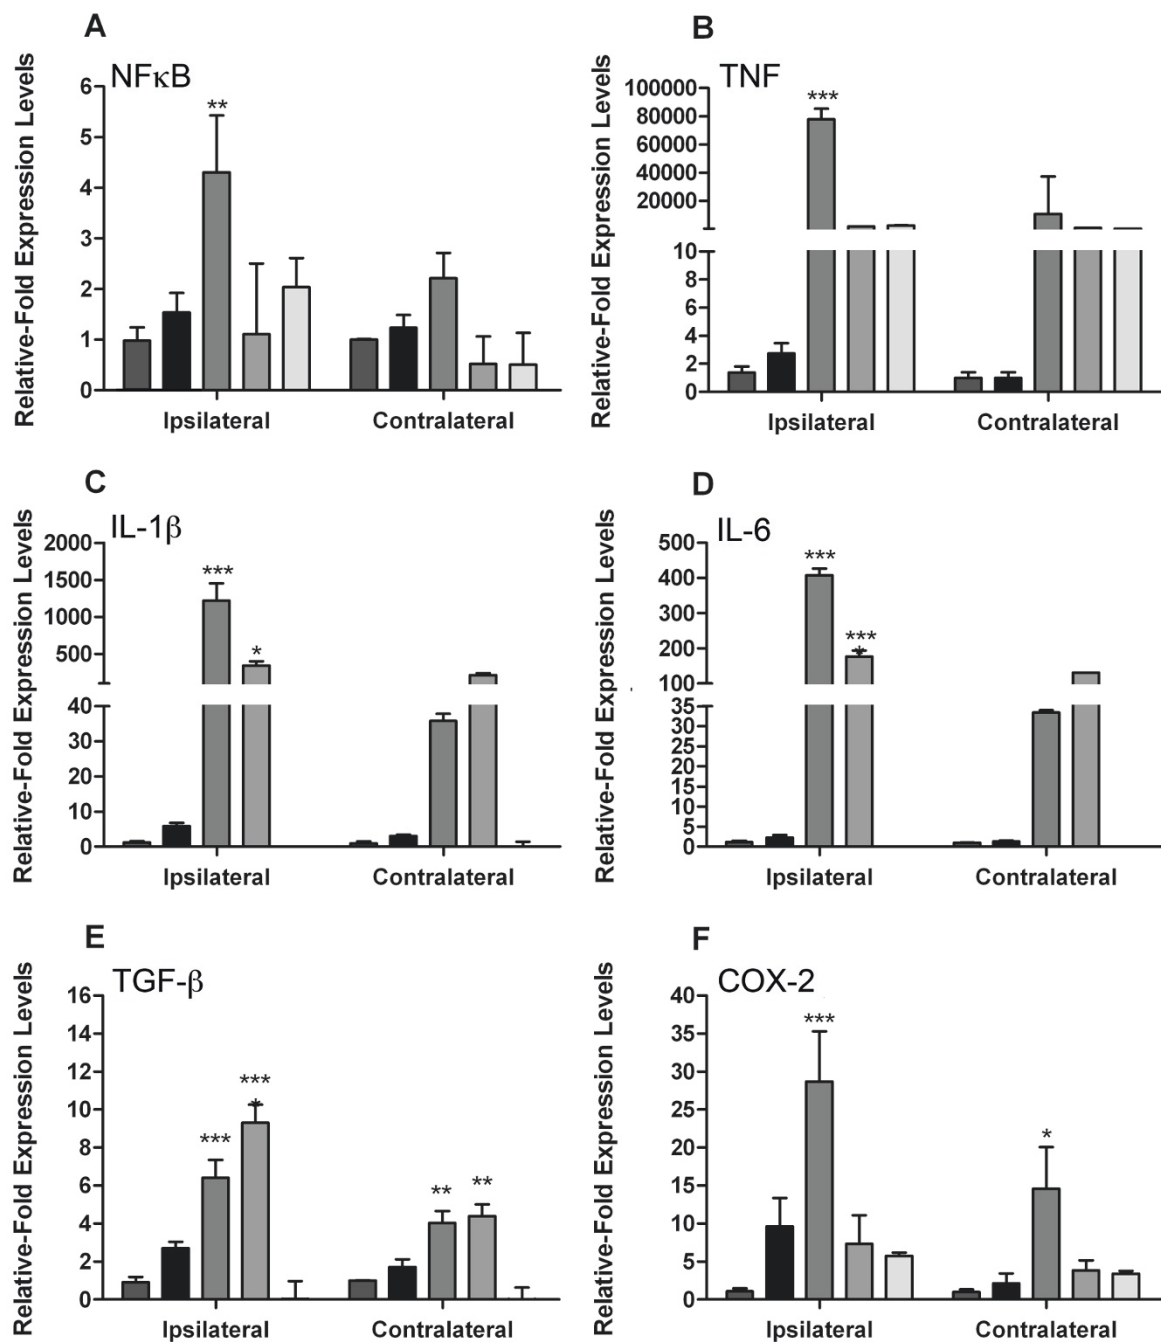 A
NFκB
Relative-Fold Expression Levels
6
5
4
3
2
1
0
**
Ipsilateral
Contralateral
B
TNF
Relative-Fold Expression Levels
100000
80000
60000
40000
20000
10
8
6
4
2
0
***
Ipsilateral
Contralateral
C
IL-1β
Relative-Fold Expression Levels
2000
1500
1000
500
40
30
20
10
0
***
*
Ipsilateral
Contralateral
D
IL-6
Relative-Fold Expression Levels
500
400
300
200
100
35
30
25
20
15
10
5
0
***
***
*
Ipsilateral
Contralateral
E
TGF-β
Relative-Fold Expression Levels
16
14
12
10
8
6
4
2
0
***
***
*
**
**
Ipsilateral
Contralateral
F
COX-2
Relative-Fold Expression Levels
40
35
30
25
20
15
10
5
0
***
*
Ipsilateral
Contralateral